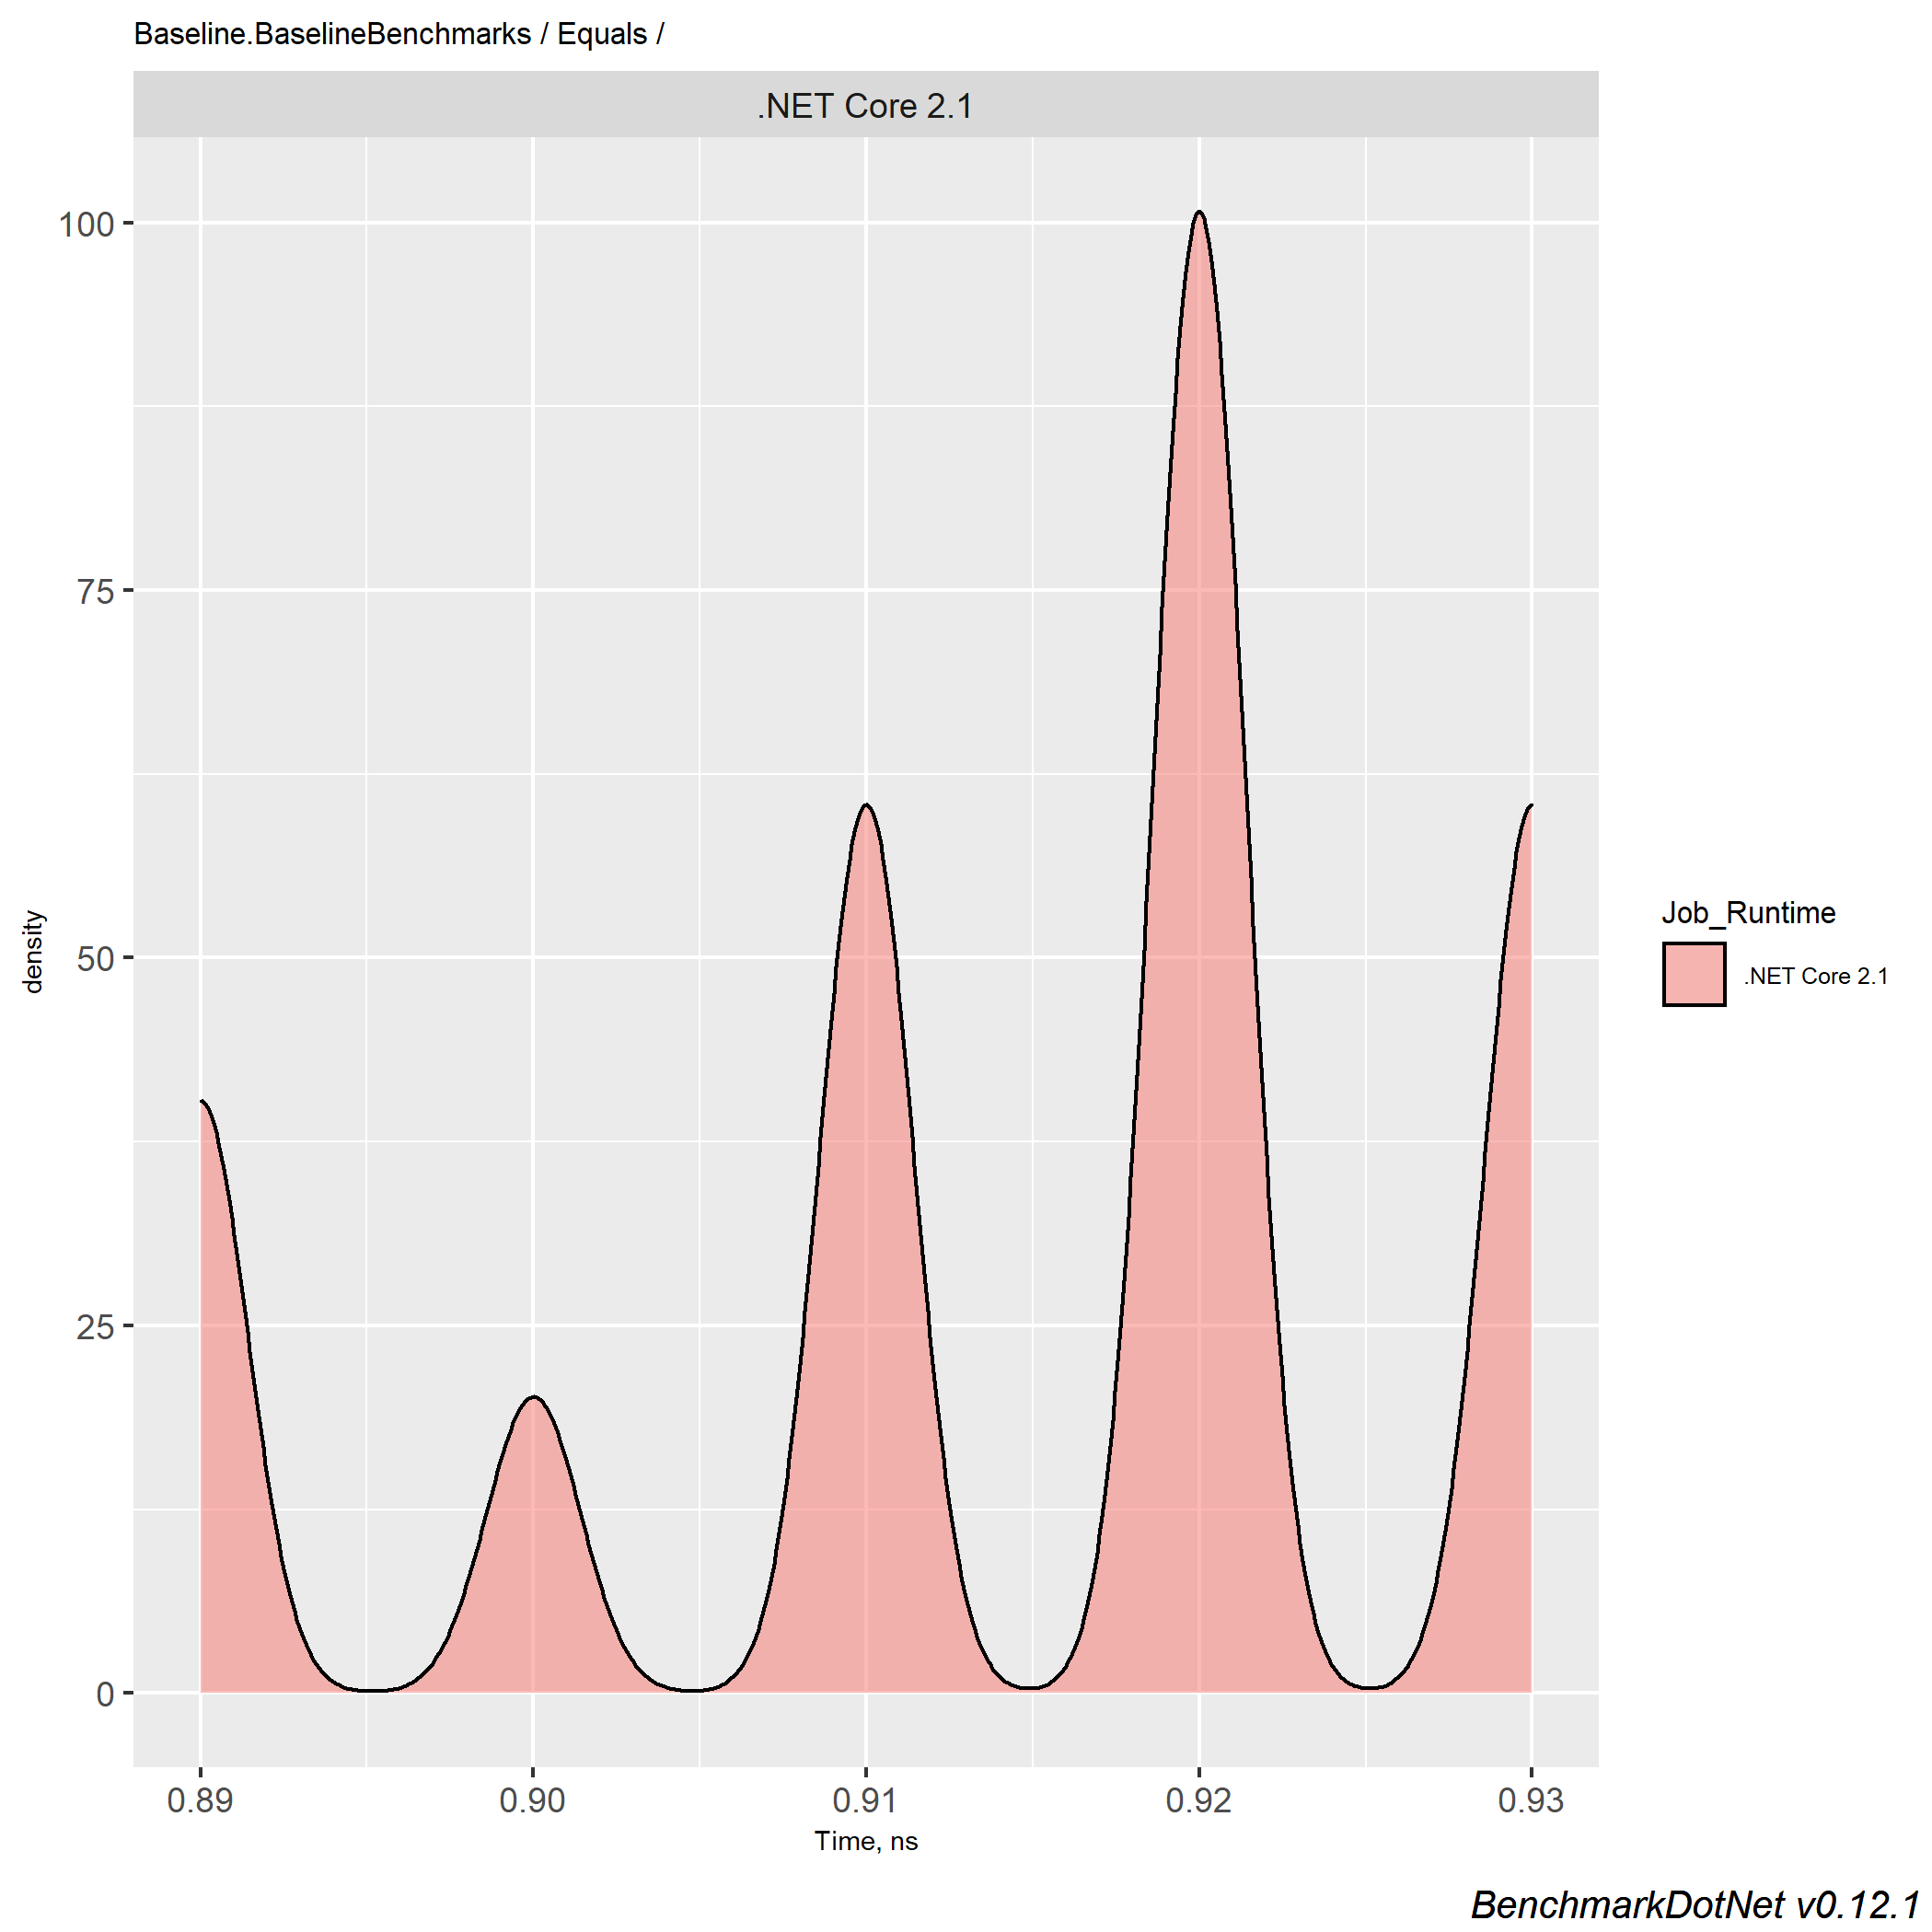 Baseline.BaselineBenchmarks / Equals /
.NET Core 2.1
100
75
50
25
0
density
0.89 0.90 0.91 0.92 0.93
Time, ns
Job_Runtime
.NET Core 2.1
BenchmarkDotNet v0.12.1